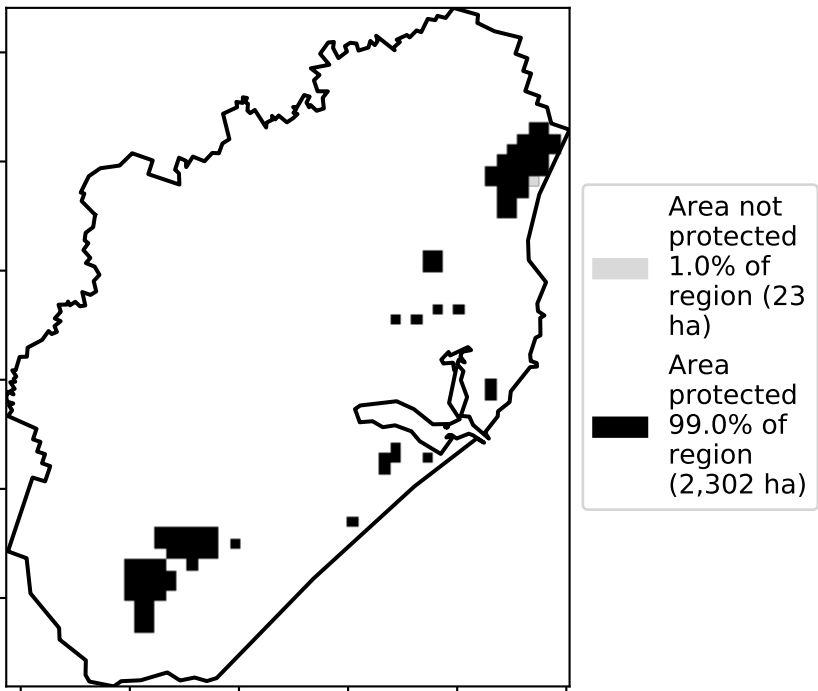 Area not
protected
1.0% of
region (23
ha)
Area
protected
99.0% of
region
(2,302 ha)